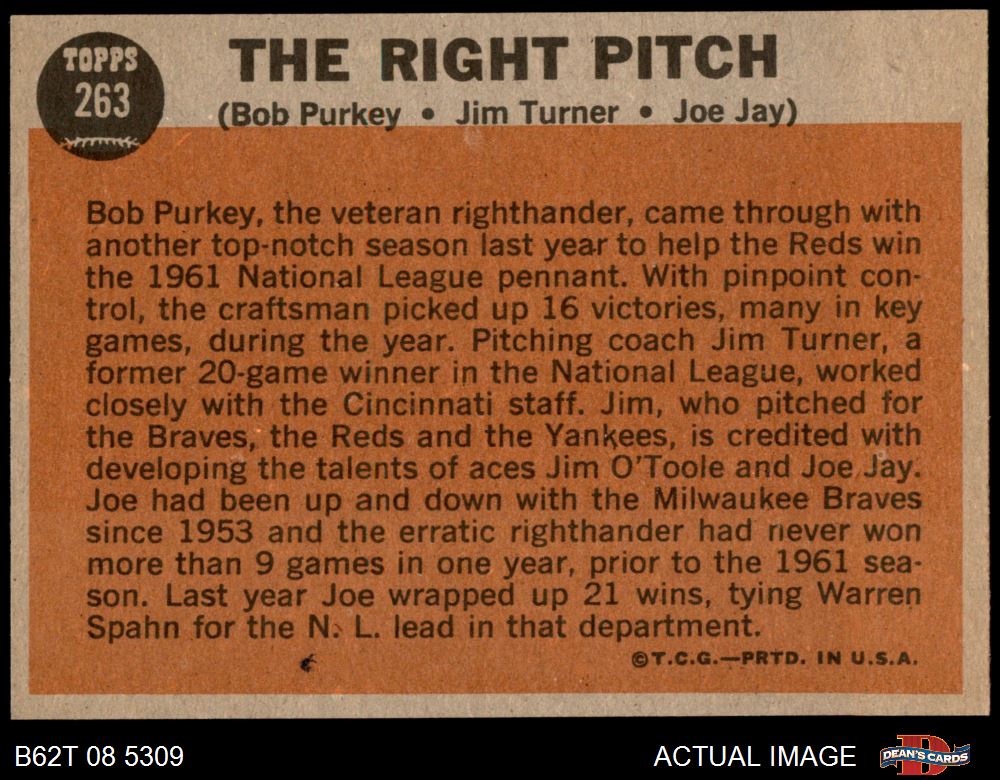 TOPPS
263
THE RIGHT PITCH
(Bob Purkey • Jim Turner • Joe Jay)
Bob Purkey, the veteran righthander, came through with
another top-notch season last year to help the Reds win
the 1961 National League pennant. With pinpoint con-
trol, the craftsman picked up 16 victories, many in key
games, during the year. Pitching coach Jim Turner, a
former 20-game winner in the National League, worked
closely with the Cincinnati staff. Jim, who pitched for
the Braves, the Reds and the Yankees, is credited with
developing the talents of aces Jim O'Toole and Joe Jay.
Joe had been up and down with the Milwaukee Braves
since 1953 and the erratic righthander had never won
more than 9 games in one year, prior to the 1961 sea-
son. Last year Joe wrapped up 21 wins, tying Warren
Spahn for the N. L. lead in that department.
©T.C.G.—PRTD. IN U.S.A.
B62T 08 5309
ACTUAL IMAGE
DEAN'S CARDS